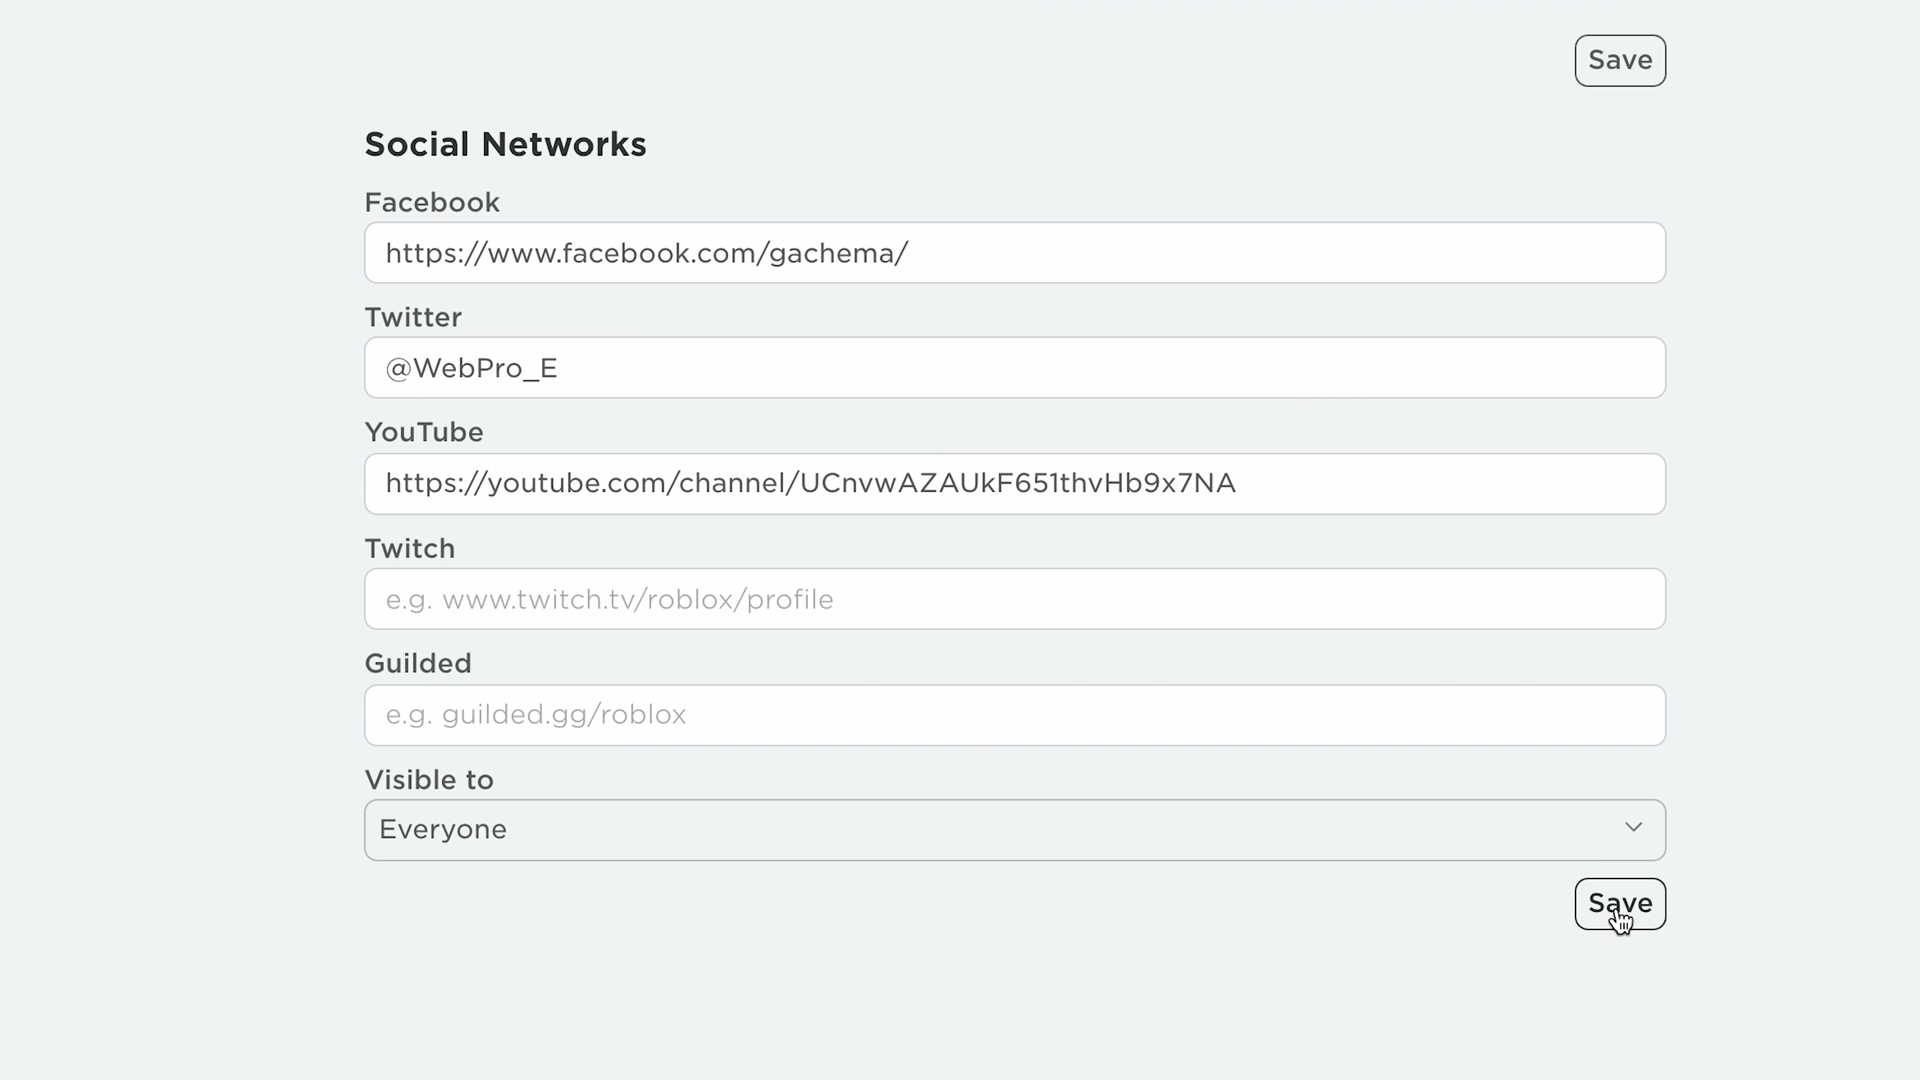 Save
Social Networks
Facebook
https://www.facebook.com/gachema/
Twitter
@WebPro_E
YouTube
https://youtube.com/channel/UCnvwAZAUkF651thvHb9x7NA
Twitch
e.g. www.twitch.tv/roblox/profile
Guilded
e.g. guilded.gg/roblox
Visible to
Everyone
Save